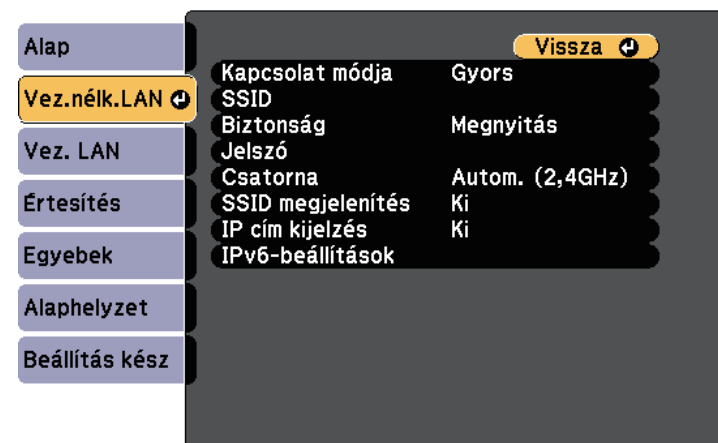 Alap
Vez.nélk.LAN
Vez. LAN
Értesítés
Egyebek
Alaphelyzet
Beállítás kész
Vissza
Kapcsolat módja Gyors
SSID
Biztonság Megnyitás
Jelszó
Csatorna Autom. (2,4GHz)
SSID megjelenítés Ki
IP cím kijelzés Ki
IPv6-beállítások